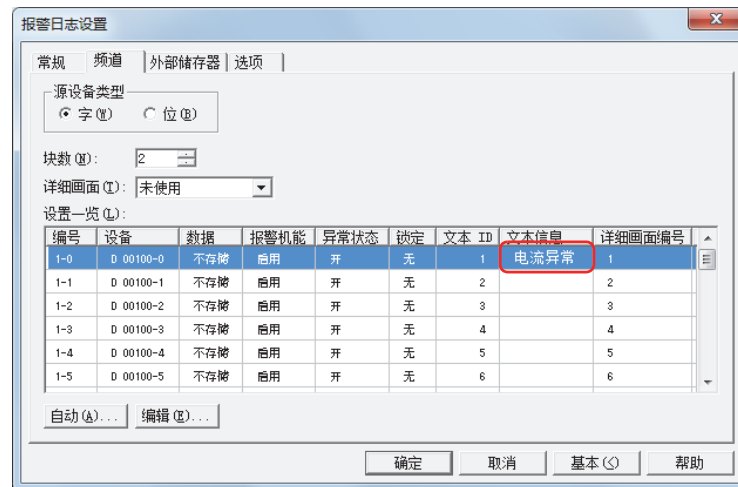 报警日志设置
常规 频道 外部储存器 选项
源设备类型
字(W) 位(B)
块数(N): 2
详细画面(T): 未使用
设置一览(L):
编号 设备 数据 报警机能 异常状态 锁定 文本 ID 文本信息 详细画面编号
1-0 D 00100-0 不存储 启用 开 无 1 电流异常 1
1-1 D 00100-1 不存储 启用 开 无 2 2
1-2 D 00100-2 不存储 启用 开 无 3 3
1-3 D 00100-3 不存储 启用 开 无 4 4
1-4 D 00100-4 不存储 启用 开 无 5 5
1-5 D 00100-5 不存储 启用 开 无 6 6
自动(A)... 编辑(E)...
确定 取消 基本(<) 帮助